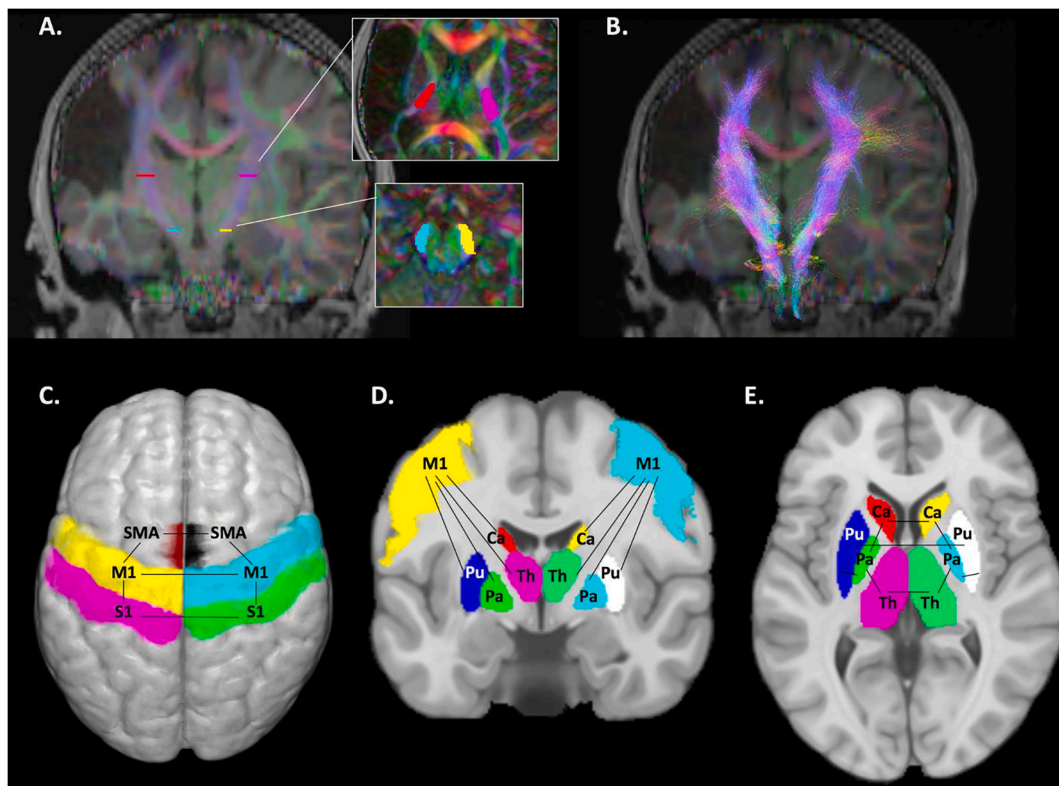 A.
B.
C.
D.
E.
SMA SMA
M1 M1
S1 S1
M1 M1
Ca Ca
Pu Th Th Pu
Pa Pa
Ca Ca
Pu Pu
Pa Pa
Th Th